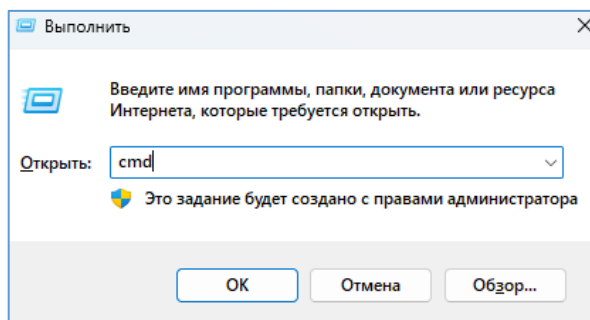 Выполнить
Введите имя программы, папки, документа или ресурса
Интернета, которые требуется открыть.
Открыть: cmd
Это задание будет создано с правами администратора
ОК Отмена Обзор...